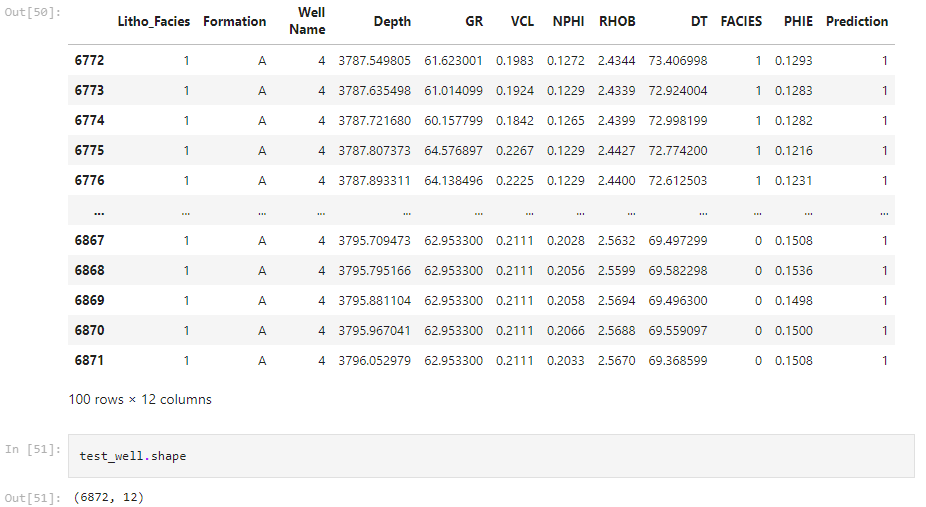 Out[50]:
Litho_Facies Formation Well Name Depth GR VCL NPHI RHOB DT FACIES PHIE Prediction
6772 1 A 4 3787.549805 61.623001 0.1983 0.1272 2.4344 73.406998 1 0.1293 1
6773 1 A 4 3787.635498 61.014099 0.1924 0.1229 2.4339 72.924004 1 0.1283 1
6774 1 A 4 3787.721680 60.157799 0.1842 0.1265 2.4399 72.998199 1 0.1282 1
6775 1 A 4 3787.807373 64.576897 0.2267 0.1229 2.4427 72.774200 1 0.1216 1
6776 1 A 4 3787.893311 64.138496 0.2225 0.1229 2.4400 72.612503 1 0.1231 1
... ... ... ... ... ... ... ... ... ... ... ... ...
6867 1 A 4 3795.709473 62.953300 0.2111 0.2028 2.5632 69.497299 0 0.1508 1
6868 1 A 4 3795.795166 62.953300 0.2111 0.2056 2.5599 69.582298 0 0.1536 1
6869 1 A 4 3795.881104 62.953300 0.2111 0.2058 2.5694 69.496300 0 0.1498 1
6870 1 A 4 3795.967041 62.953300 0.2111 0.2066 2.5688 69.559097 0 0.1500 1
6871 1 A 4 3796.052979 62.953300 0.2111 0.2033 2.5670 69.368599 0 0.1508 1
100 rows × 12 columns
In [51]: test_well.shape
Out[51]: (6872, 12)